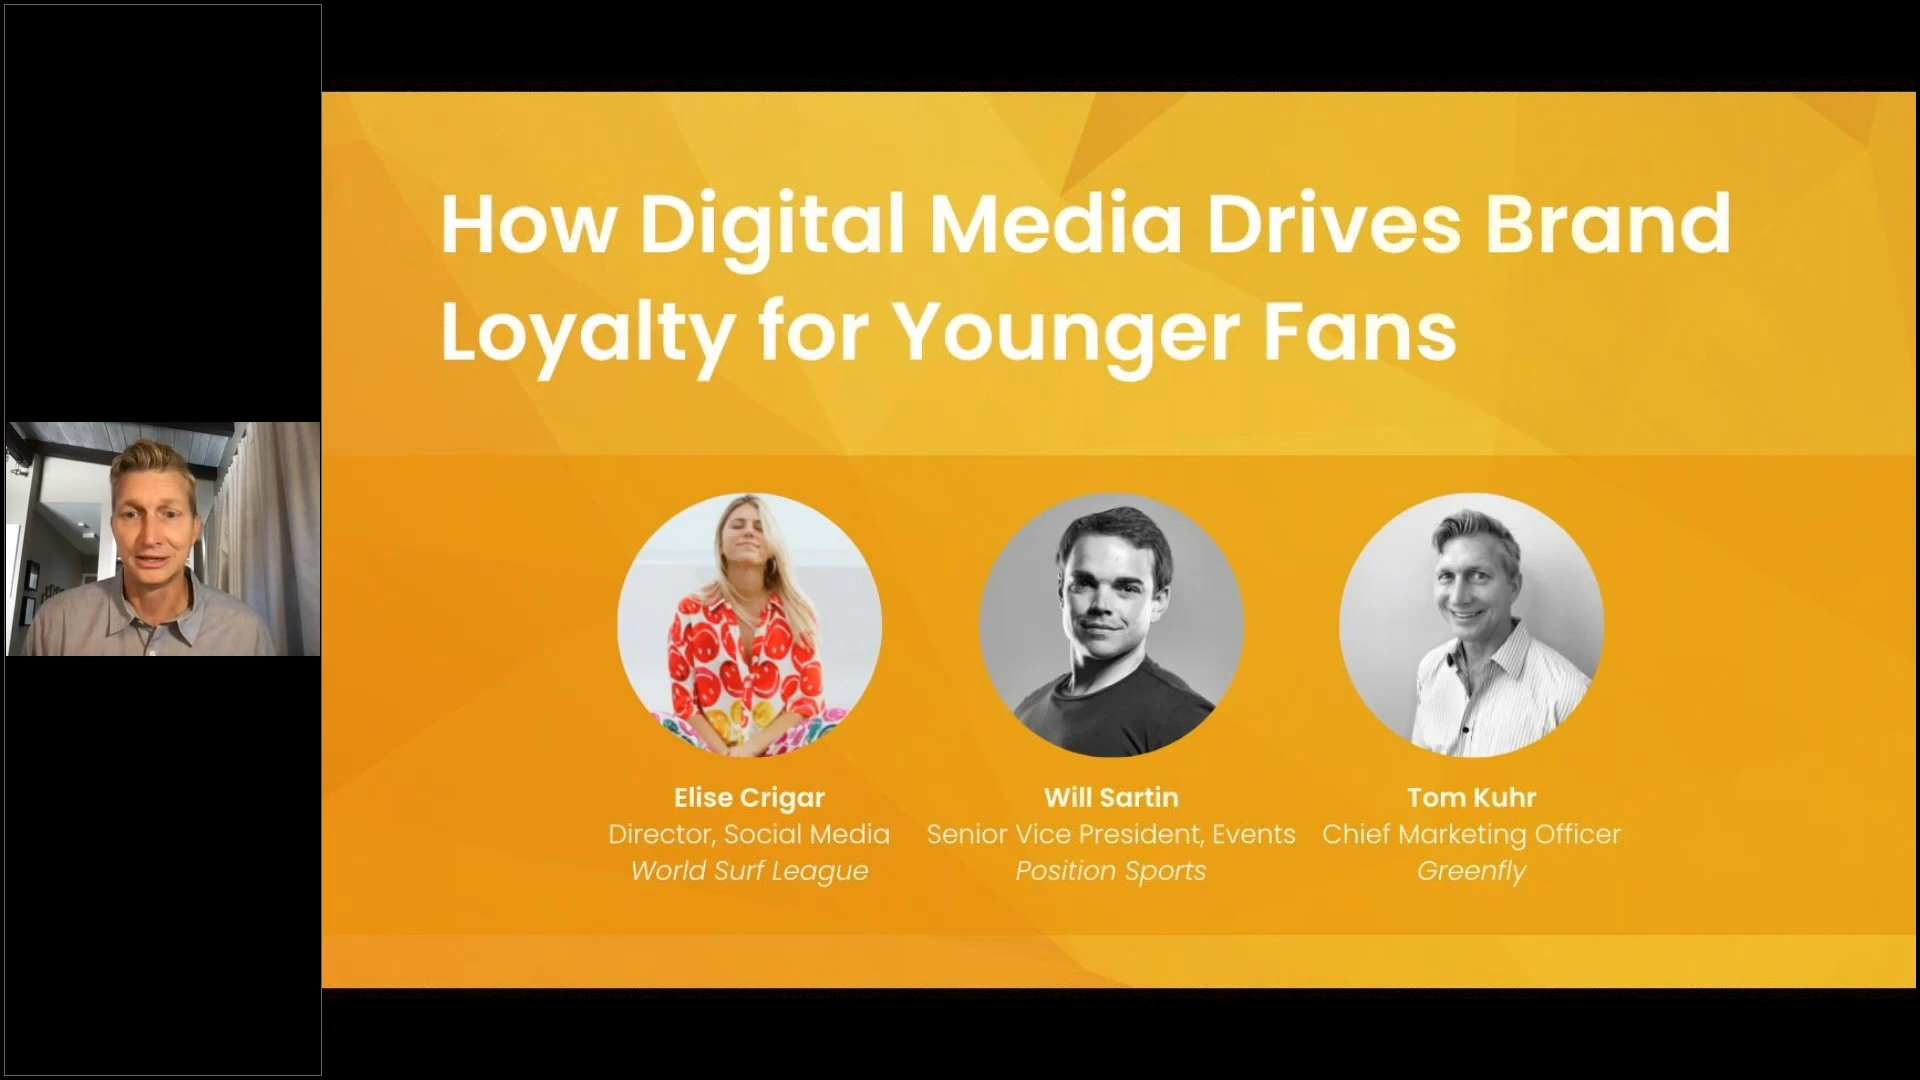 How Digital Media Drives Brand
Loyalty for Younger Fans
Elise Crigar
Director, Social Media
World Surf League
Will Sartin
Senior Vice President, Events
Position Sports
Tom Kuhr
Chief Marketing Officer
Greenfly